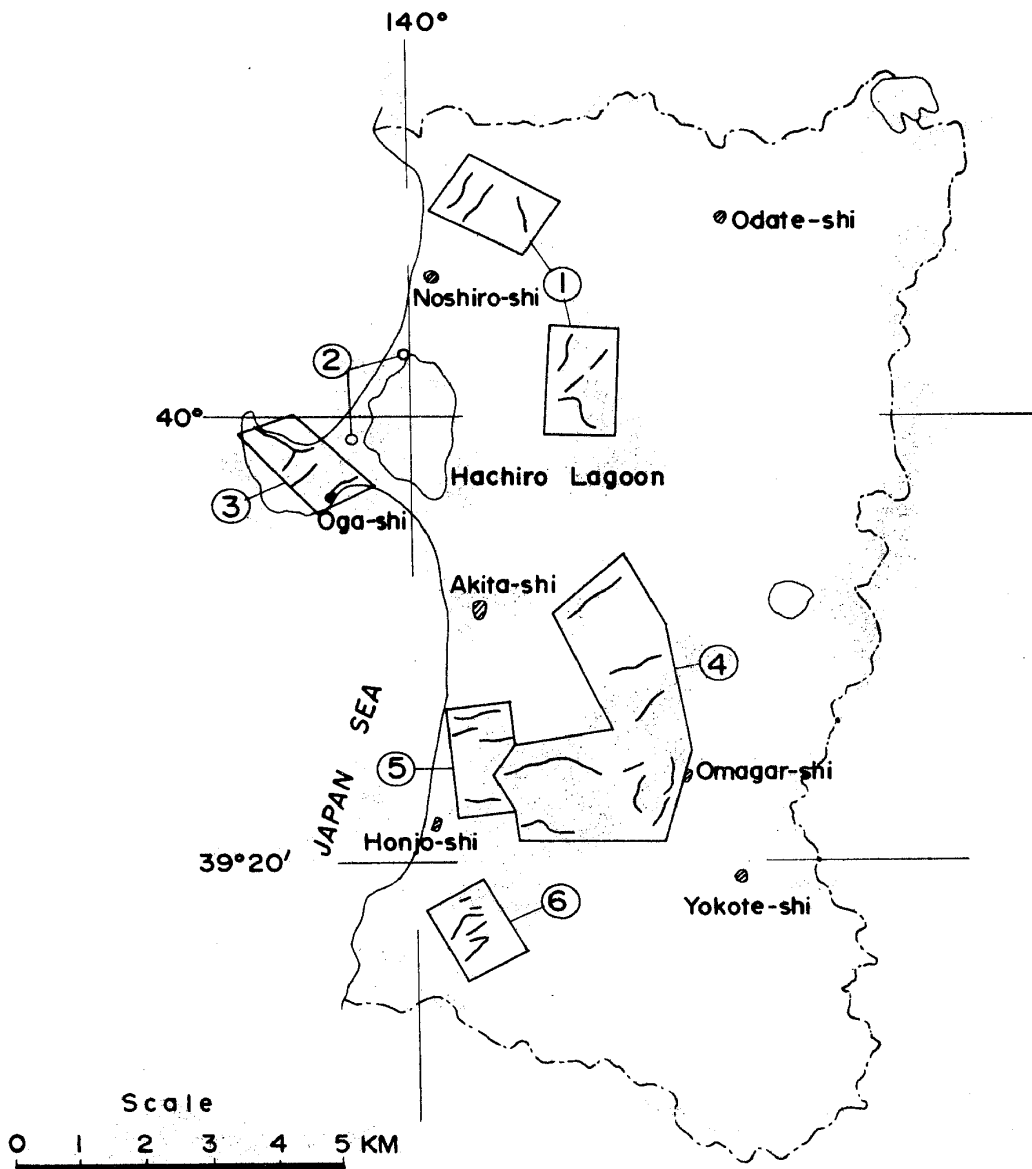 140°
Odate-shi
①
Noshiro-shi
②
40°
Hachiro Lagoon
③
Oga-shi
Akita-shi
④
JAPAN SEA
⑤
Omagar-shi
Honjo-shi
39°20'
Yokote-shi
⑥
Scale
0 1 2 3 4 5 KM